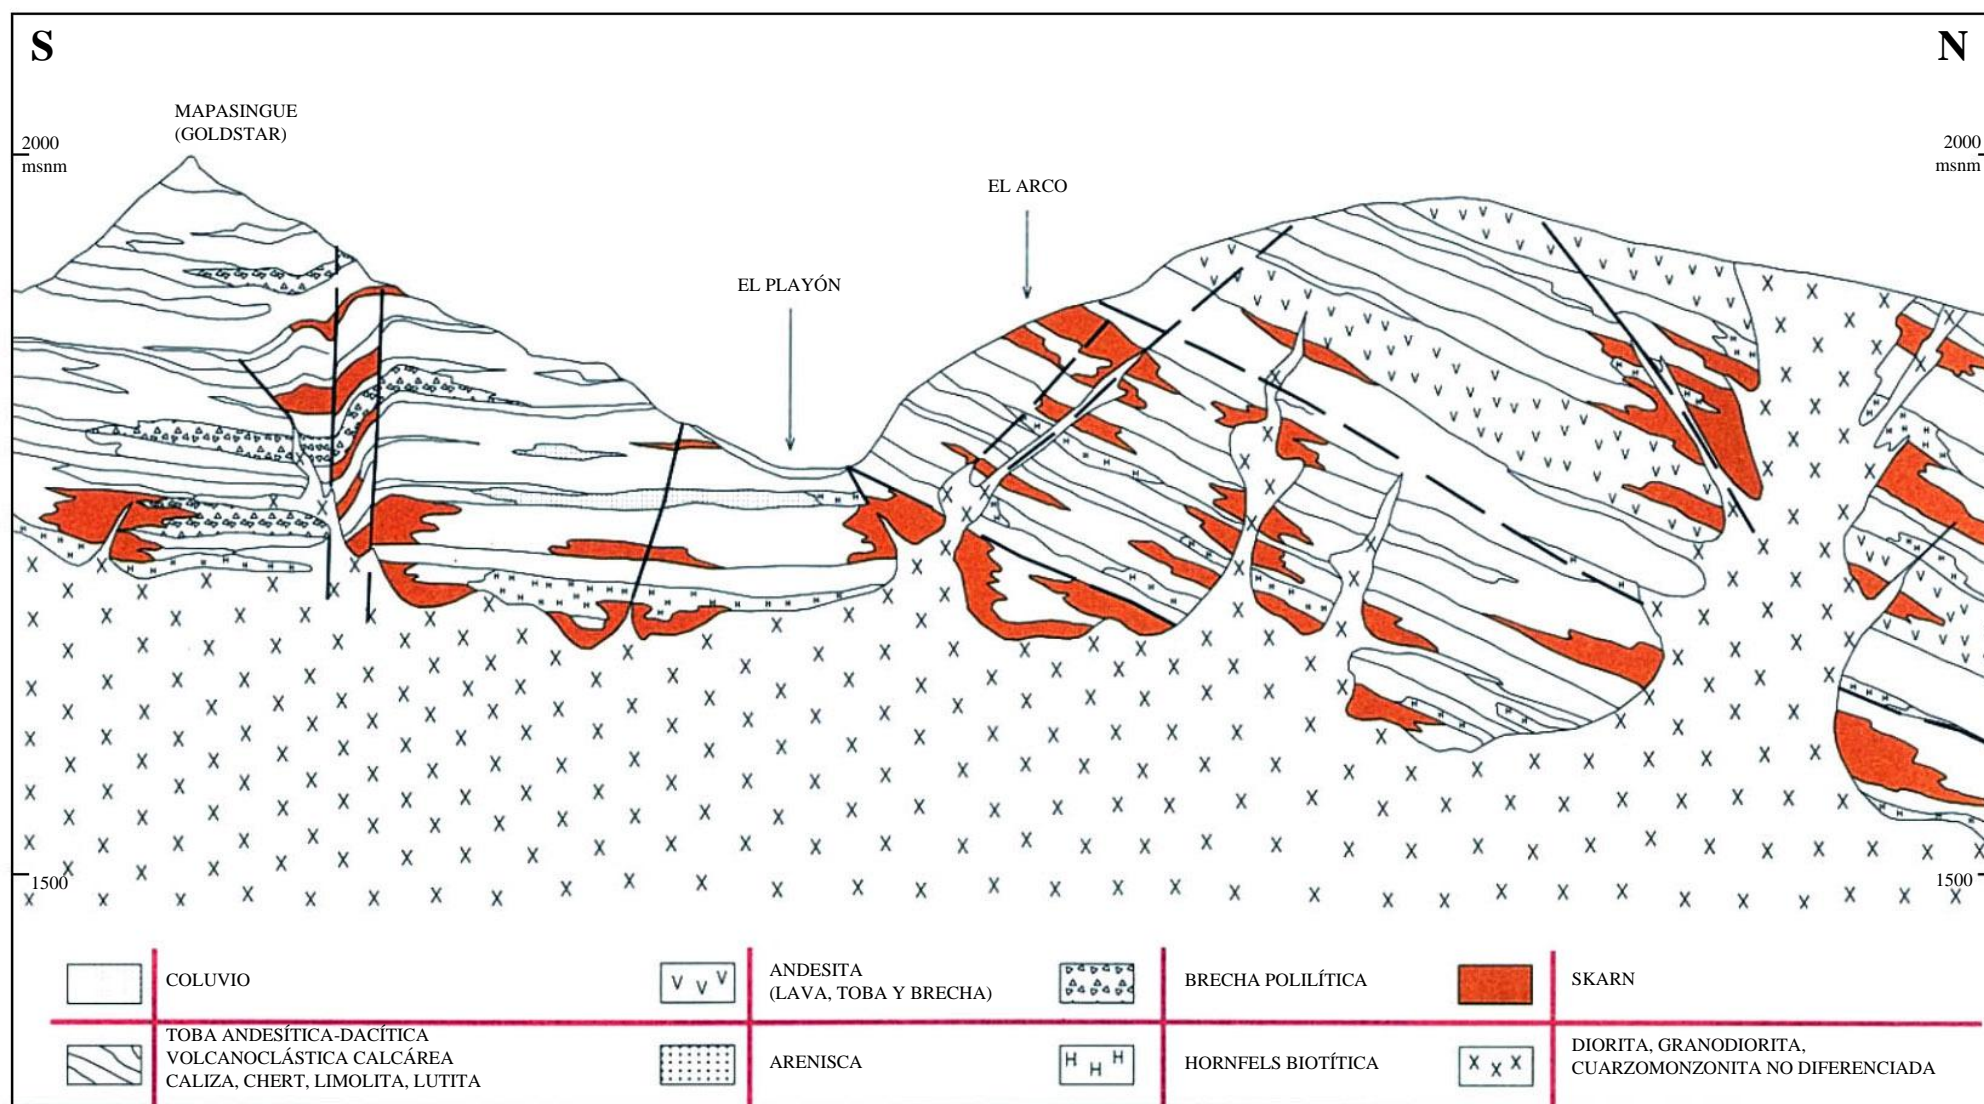 S
N
MAPASINGUE
(GOLDSTAR)
2000
msnm
2000
msnm
EL ARCO
EL PLAYÓN
1500
1500
COLUVIO
ANDESITA
(LAVA, TOBA Y BRECHA)
BRECHA POLILÍTICA
SKARN
TOBA ANDESÍTICA-DACÍTICA
VOLCANOCLÁSTICA CALCÁREA
CALIZA, CHERT, LIMOLITA, LUTITA
ARENISCA
HORNFELS BIOTÍTICA
DIORITA, GRANODIORITA,
CUARZOMONZONITA NO DIFERENCIADA